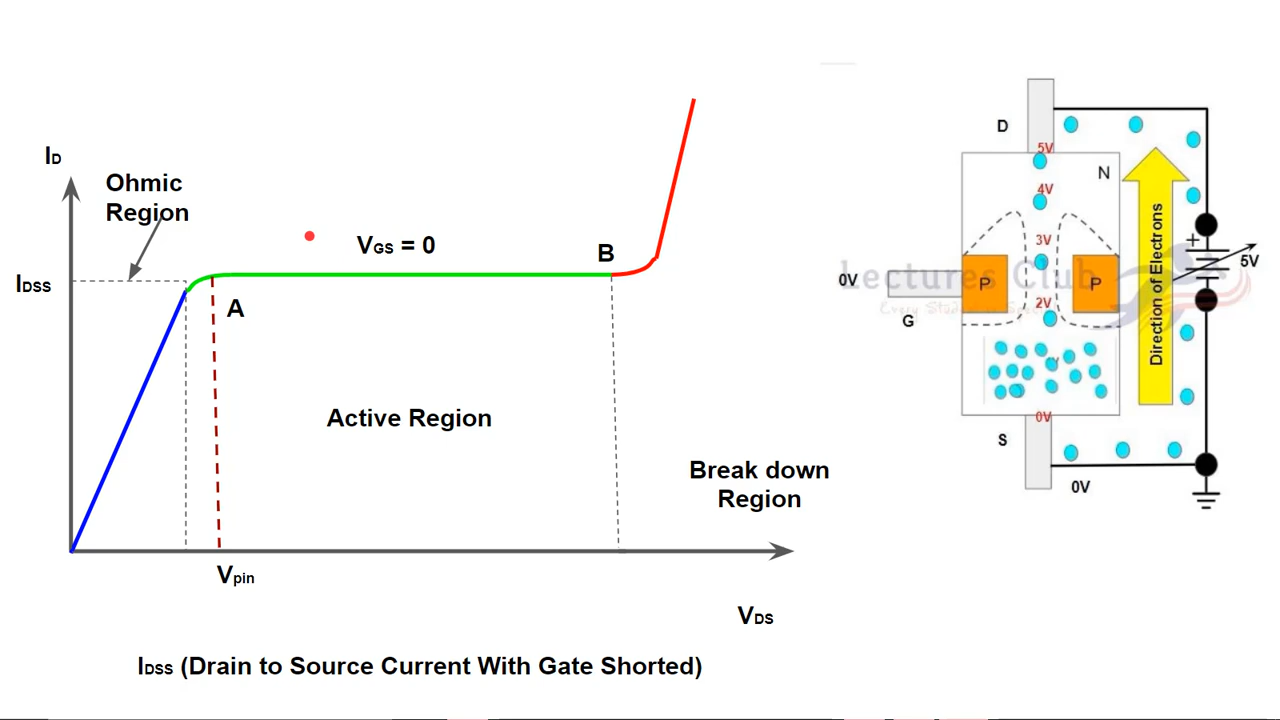 ID
Ohmic
Region
VGS = 0
B
IDSS
A
Active Region
Break down
Region
Vpin
VDS
IDSS (Drain to Source Current With Gate Shorted)
D
5V
N
4V
3V
+
5V
Lectures Club
0V
P
P
2V
G
Direction of Electrons
0V
S
0V